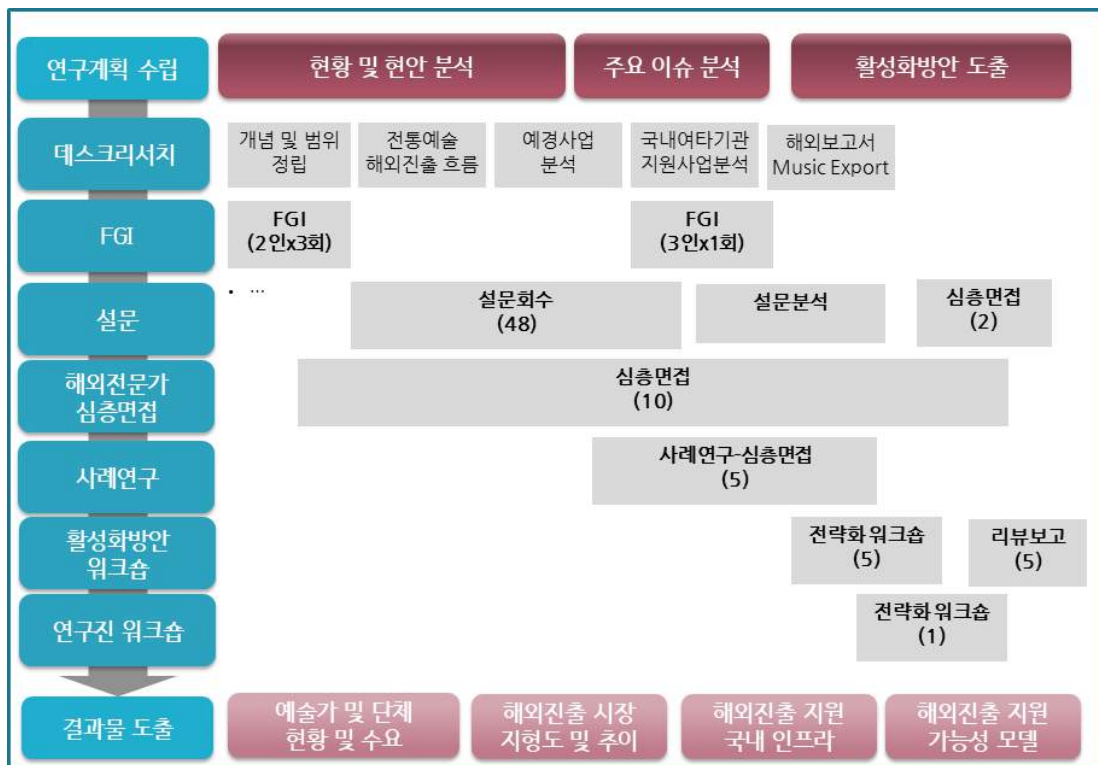 연구계획 수립
현황 및 현안 분석
주요 이슈 분석
활성화방안 도출
데스크리서치
개념 및 범위
정립
전통예술
해외진출 흐름
예경사업
분석
국내여타기관
지원사업분석
해외보고서
Music Export
FGI
FGI
(2인x3회)
FGI
(3인x1회)
설문
• ...
설문회수
(48)
설문분석
심층면접
(2)
해외전문가
심층면접
심층면접
(10)
사례연구
사례연구-심층면접
(5)
활성화방안
워크숍
전략화워크숍
(5)
리뷰보고
(5)
연구진 워크숍
전략화워크숍
(1)
결과물 도출
예술가 및 단체
현황 및 수요
해외진출 시장
지형도 및 추이
해외진출 지원
국내 인프라
해외진출 지원
가능성 모델